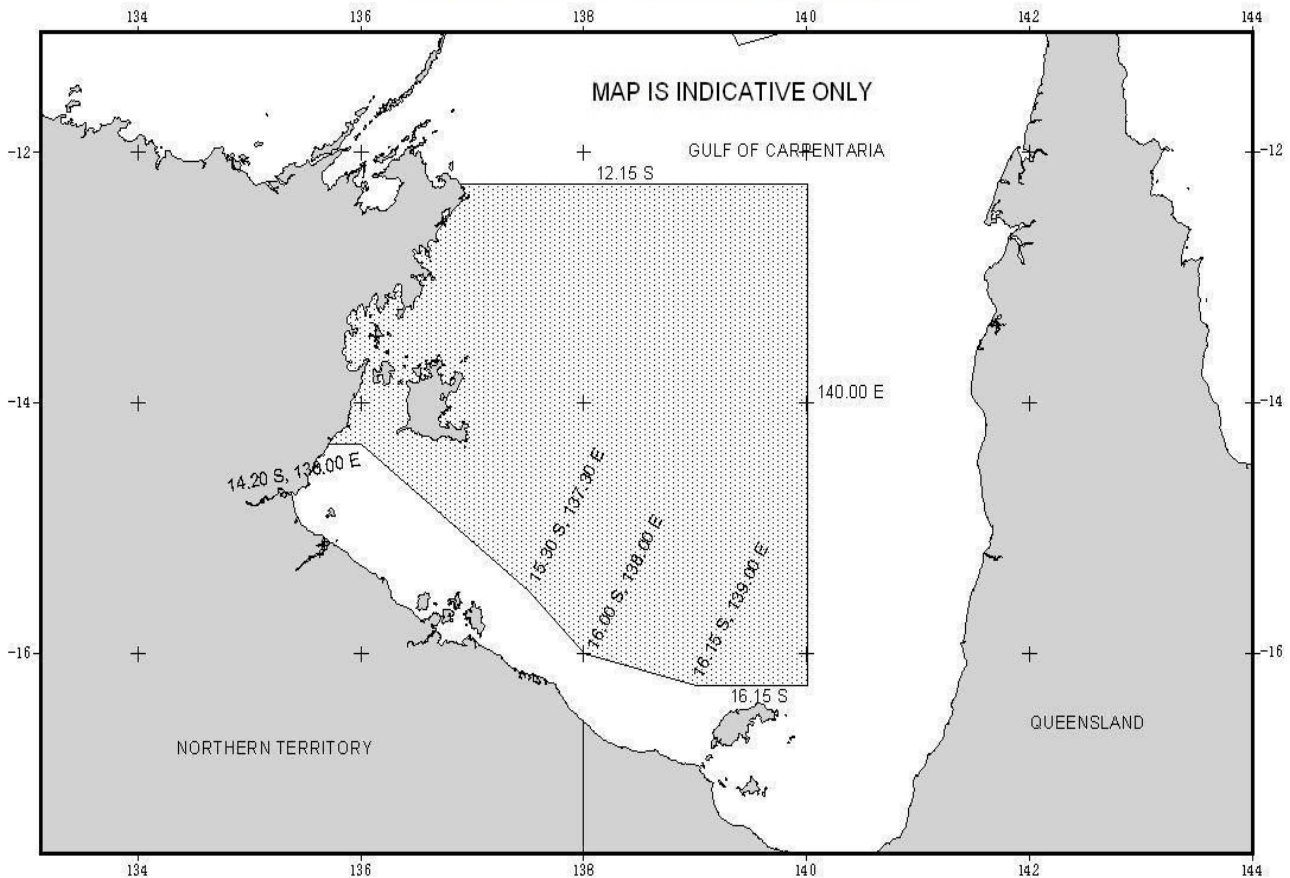 134 136 138 140 142 144
MAP IS INDICATIVE ONLY
-12 GULF OF CARPENTARIA -12
12.15 S
-14 140.00 E -14
14.20 S, 136.00 E
15.30 S, 137.30 E
16.00 S, 138.00 E
16.15 S, 139.00 E
-16 -16
16.15 S
QUEENSLAND
NORTHERN TERRITORY
134 136 138 140 142 144